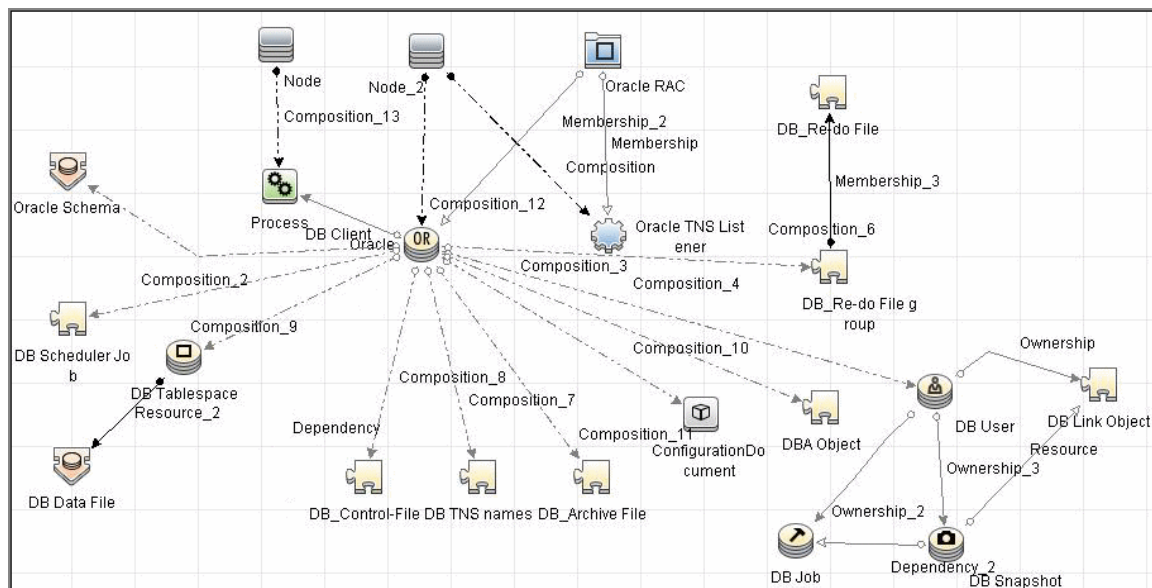 Node
Node_2
Oracle RAC
Composition_13
Membership_2
Membership
DB_Re-do File
Composition
Membership_3
Oracle Schema
Process
DB Client
Oracle
Composition_12
Oracle TNS List
ener
Composition_6
Composition_2
Composition_3
Composition_4
DB_Re-do File g
roup
DB Scheduler Jo
b
Composition_9
Composition_10
Ownership
DB Tablespace
Resource_2
Composition_8
Composition_7
Dependency
Composition_11
ConfigurationDo
cument
DBA Object
DB User
DB Link Object
Resource
Ownership_3
DB Data File
DB_Control-File
DB TNS names
DB_Archive File
Ownership_2
DB Job
Dependency_2
DB Snapshot